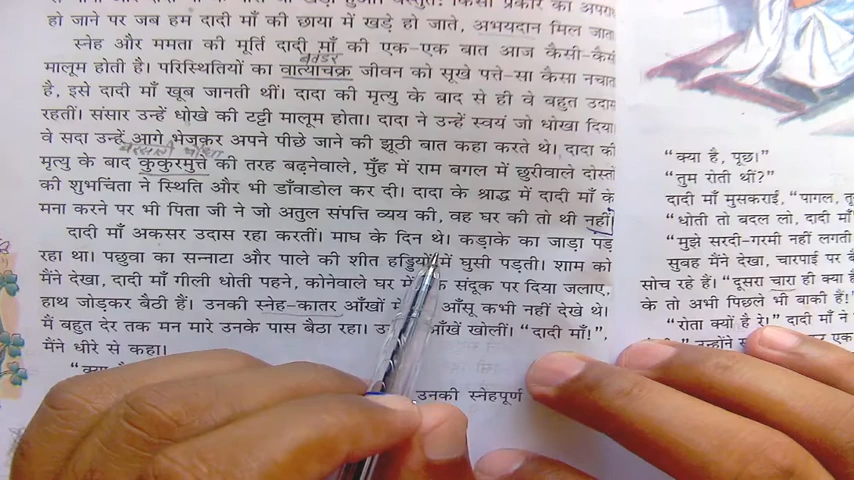 हो जाने पर जब हम दादी माँ की छाया में खड़े हो जाते, अभयदान मिल जाता
स्नेह और ममता की मूर्ति दादी माँ की एक-एक बात आज कैसी-कैसी
बवंडर
मालूम होती है। परिस्थितियों का वात्याचक्र जीवन को सूखे पत्ते-सा कैसा नचाता
है, इसे दादी माँ खूब जानती थीं। दादा की मृत्यु के बाद से ही वे बहुत उदास
रहतीं। संसार उन्हें धोखे की टट्टी मालूम होता। दादा ने उन्हें स्वयं जो धोखा दिया
वे सदा उन्हें आगे भेजकर अपने पीछे जाने की झूठी बात कहा करते थे। दादा की
मृत्यु के बाद कुकुरमुत्ते की तरह बढ़नेवाले, मुँह में राम बगल में छुरीवाले दोस्तों
की शुभचिंता ने स्थिति और भी डाँवाडोल कर दी। दादा के श्राद्ध में दादी माँ के
मना करने पर भी पिता जी ने जो अतुल संपत्ति व्यय की, वह घर की तो थी नहीं।
दादी माँ अकसर उदास रहा करतीं। माघ के दिन थे। कड़ाके का जाड़ा पड़
रहा था। पछुवा का सन्नाटा और पाले की शीत हड्डियों में घुसी पड़ती। शाम को
मैंने देखा, दादी माँ गीली धोती पहने, कोनेवाले घर में संदूक पर दिया जलाए,
हाथ जोड़कर बैठी हैं। उनकी स्नेह-कातर आँखों में आँसू कभी नहीं देखे थे।
मैं बहुत देर तक मन मारे उनके पास बैठा रहा। आँखें खोलीं। “दादी माँ!”,
मैंने धीरे से कहा।
उनकी स्नेहपूर्ण
“क्या है, पूछ।”
“तुम रोती थीं?”
दादी माँ मुसकराईं, “पागल, तू
“धोती तो बदल लो, दादी माँ
“मुझे सरदी-गरमी नहीं लगती
सुबह मैंने देखा, चारपाई पर
सोच रहे हैं। “दूसरा चारा ही क्या है
के तो अभी पिछले भी बाकी हैं!”
“रोता क्यों है रे!” दादी माँ ने
उन्होंने